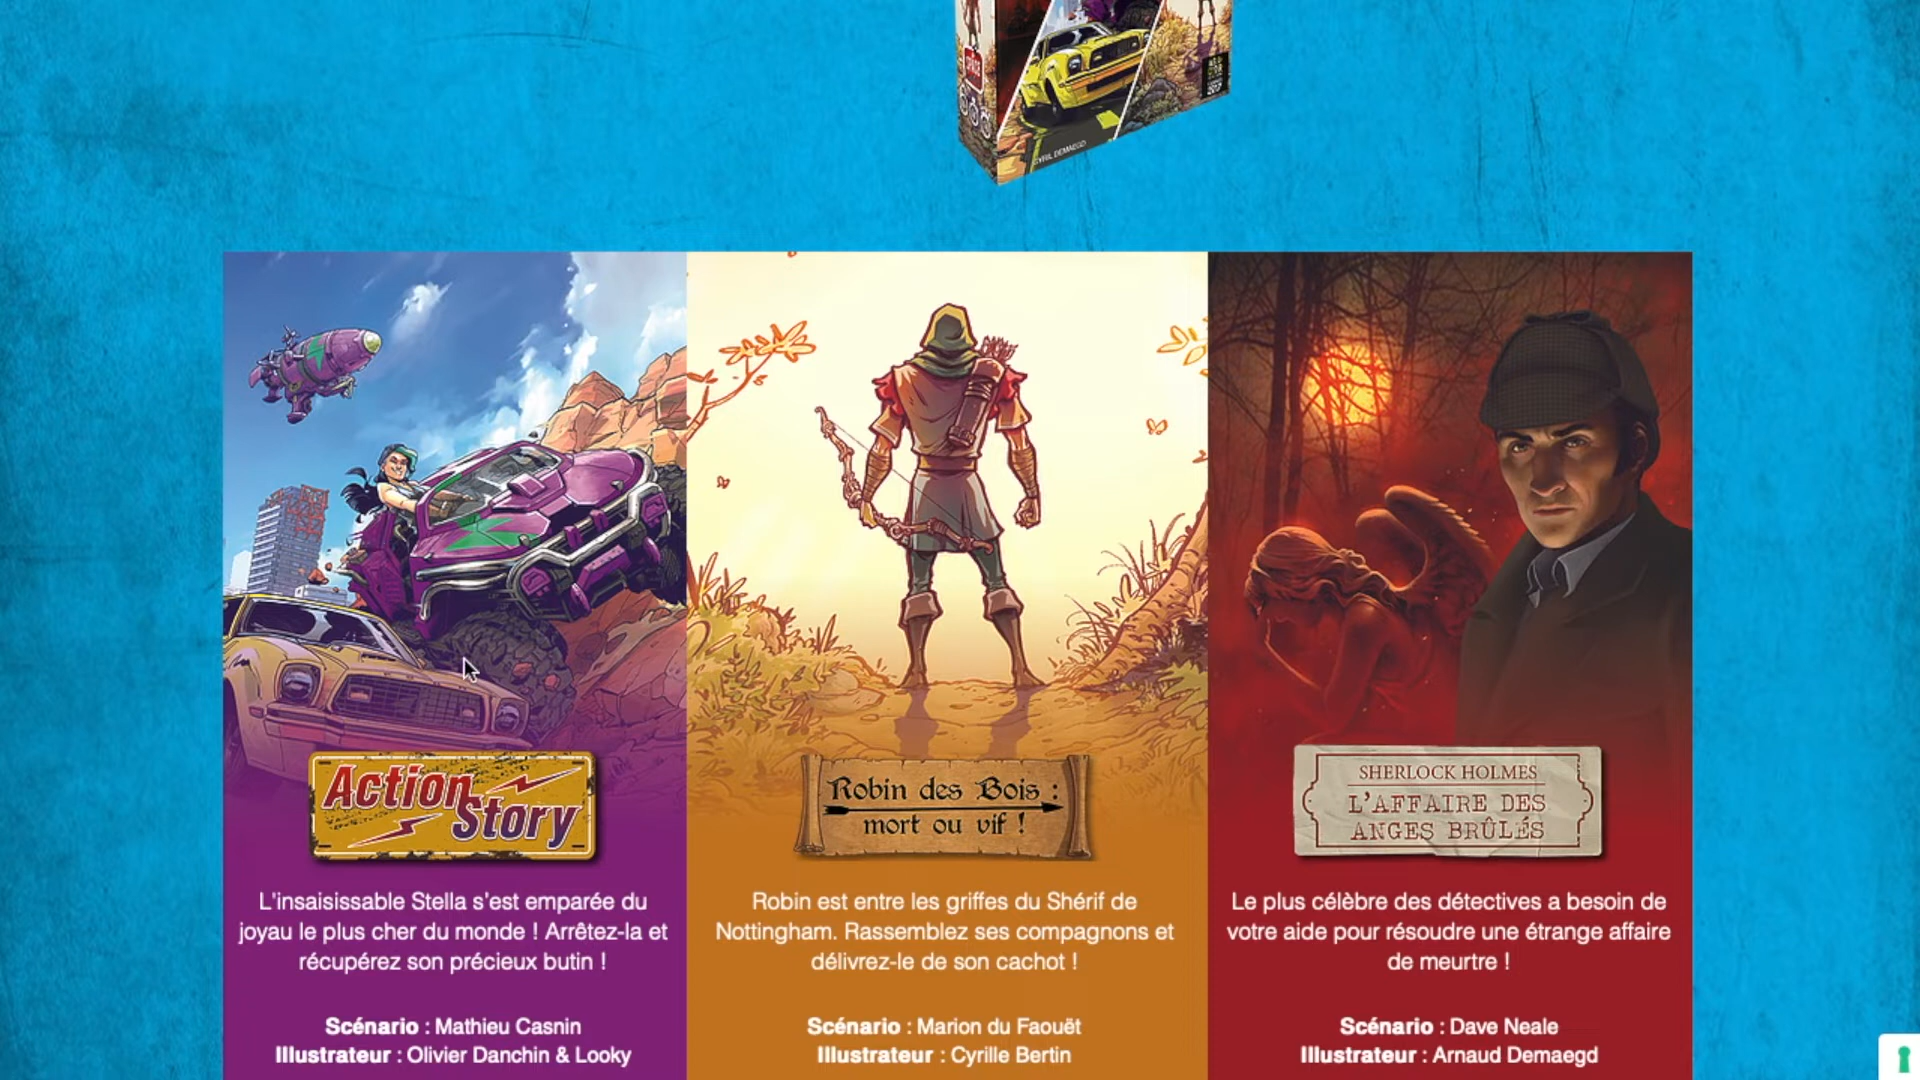 CYRIL DEMAEGD
Action
Story
L'insaisissable Stella s'est emparée du
joyau le plus cher du monde ! Arrêtez-la et
récupérez son précieux butin !
Scénario : Mathieu Casnin
Illustrateur : Olivier Danchin & Looky
Robin des Bois :
mort ou vif !
Robin est entre les griffes du Shérif de
Nottingham. Rassemblez ses compagnons et
délivrez-le de son cachot !
Scénario : Marion du Faouët
Illustrateur : Cyrille Bertin
SHERLOCK HOLMES
L'AFFAIRE DES
ANGES BRÛLÉS
Le plus célèbre des détectives a besoin de
votre aide pour résoudre une étrange affaire
de meurtre !
Scénario : Dave Neale
Illustrateur : Arnaud Demaegd